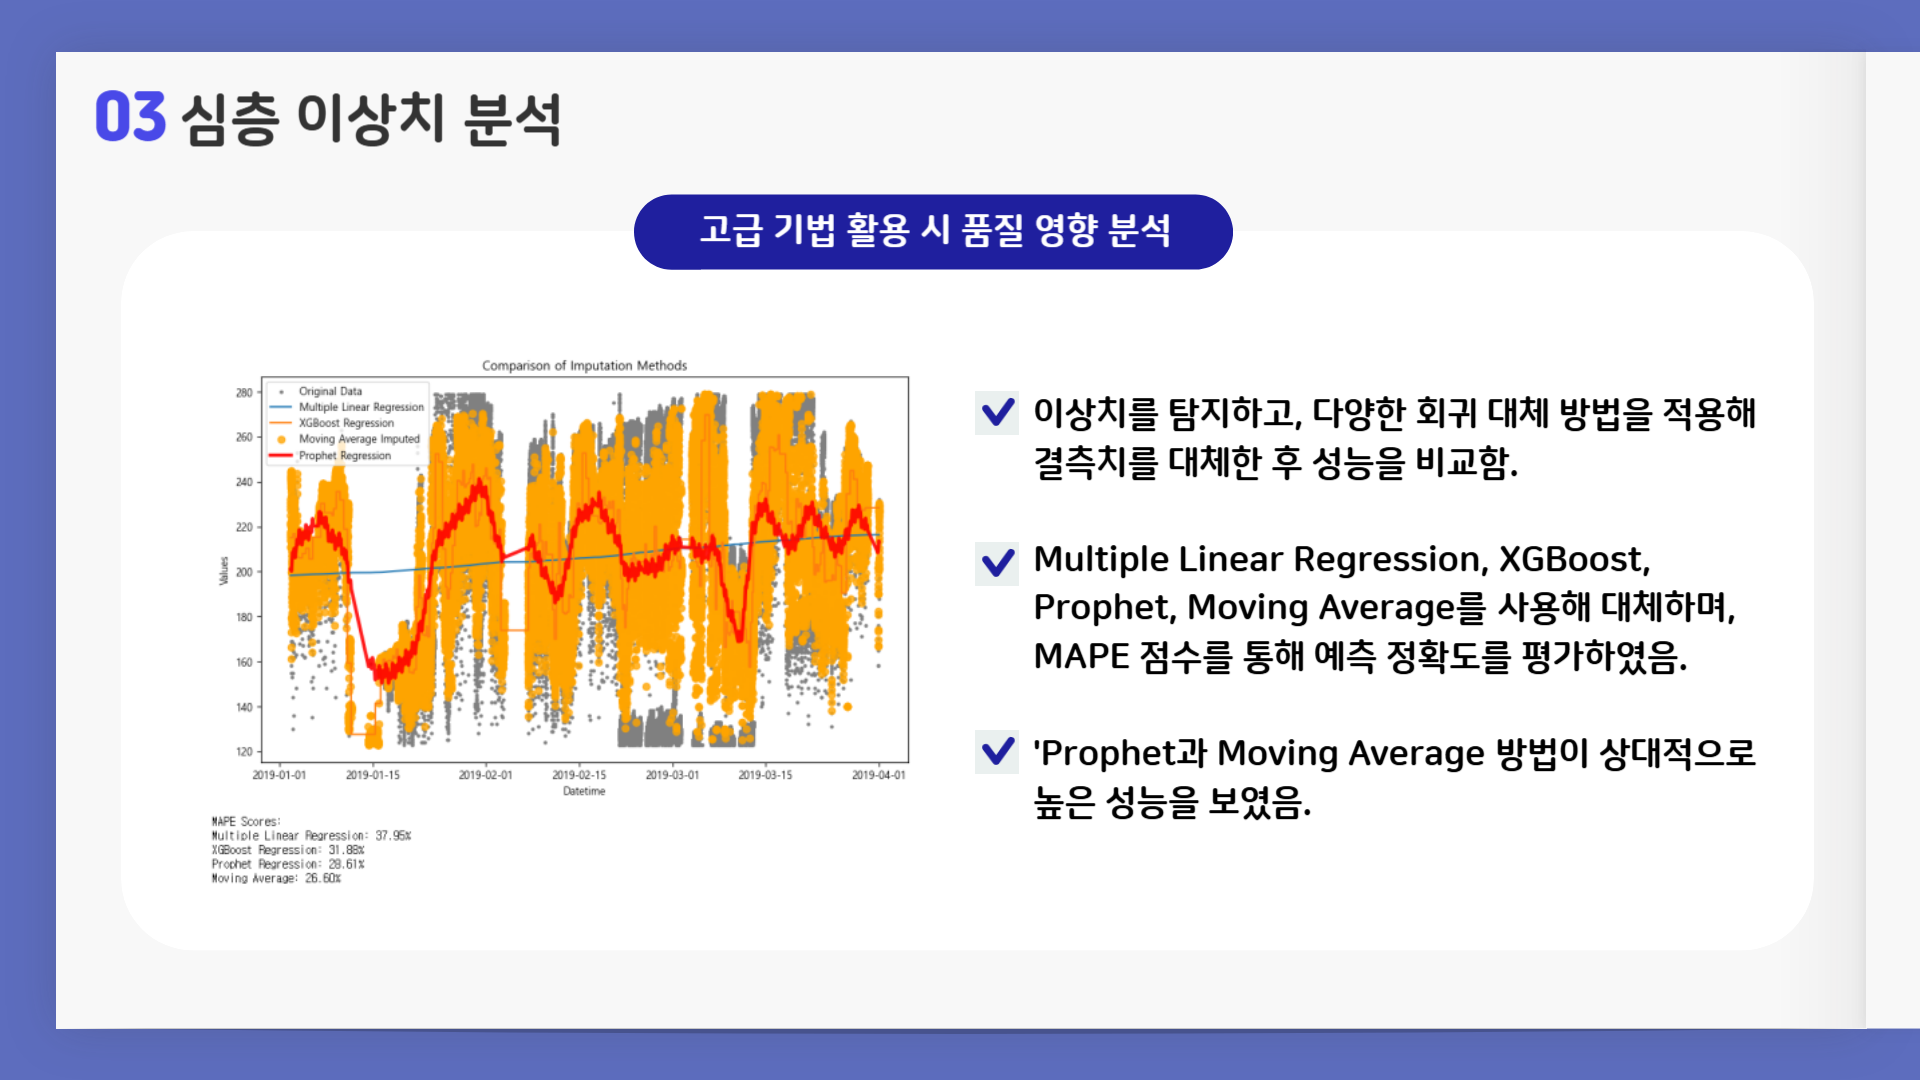 03 심층 이상치 분석
고급 기법 활용 시 품질 영향 분석
Comparison of Imputation Methods
Original Data
Multiple Linear Regression
XGBoost Regression
Moving Average Imputed
Prophet Regression
280
260
240
220
200
180
160
140
120
Values
2019-01-01 2019-01-15 2019-02-01 2019-02-15 2019-03-01 2019-03-15 2019-04-01
Datetime
MAPE Scores:
Multiple Linear Regression: 37.95%
XGBoost Regression: 31.88%
Prophet Regression: 28.61%
Moving Average: 26.60%
이상치를 탐지하고, 다양한 회귀 대체 방법을 적용해
결측치를 대체한 후 성능을 비교함.
Multiple Linear Regression, XGBoost,
Prophet, Moving Average를 사용해 대체하며,
MAPE 점수를 통해 예측 정확도를 평가하였음.
'Prophet과 Moving Average 방법이 상대적으로
높은 성능을 보였음.